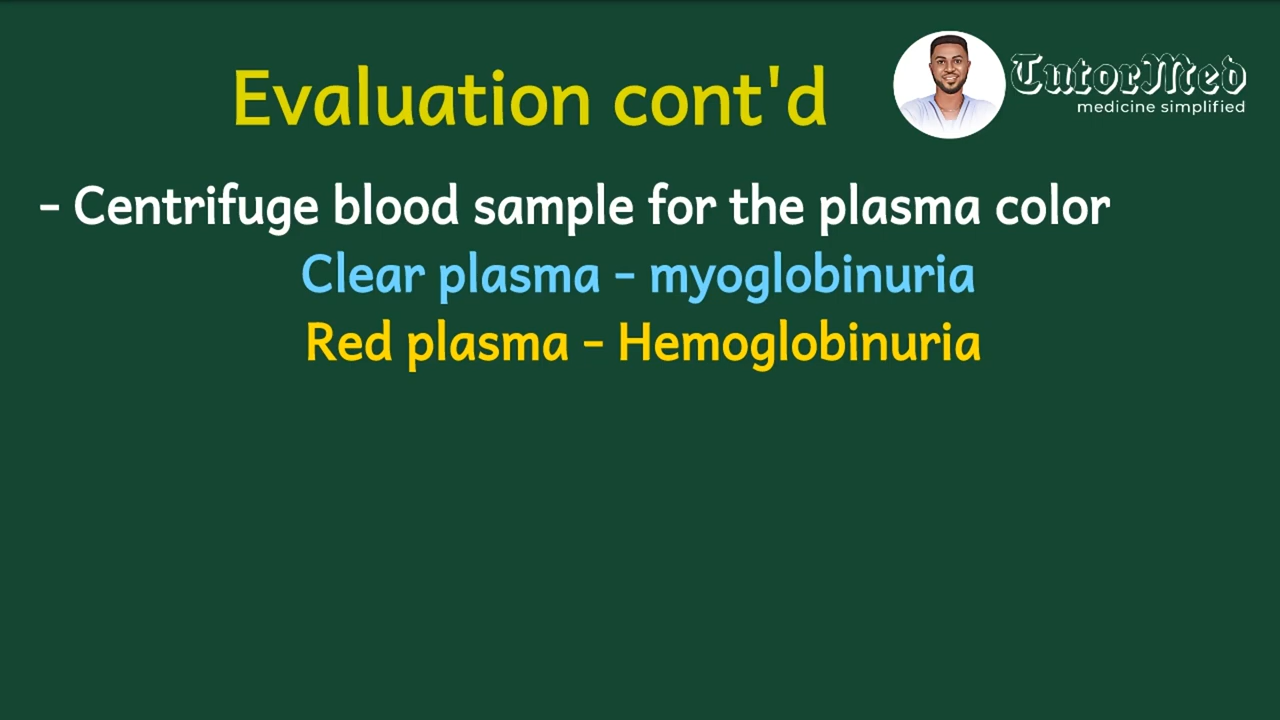 Evaluation cont'd
TutorMed
medicine simplified
- Centrifuge blood sample for the plasma color
Clear plasma - myoglobinuria
Red plasma - Hemoglobinuria